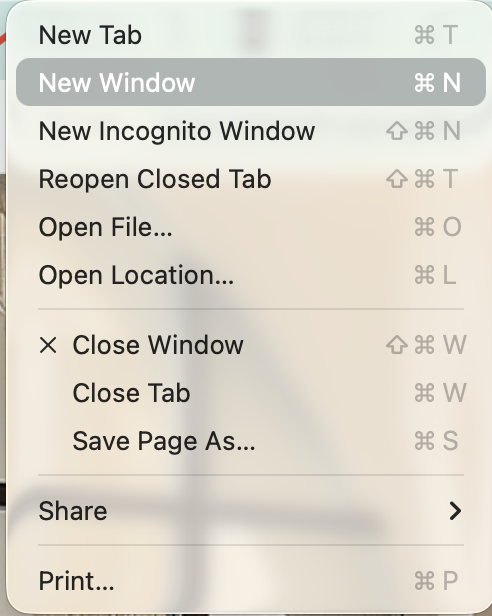 New Tab ⌘ T
New Window ⌘ N
New Incognito Window ⇧ ⌘ N
Reopen Closed Tab ⇧ ⌘ T
Open File... ⌘ O
Open Location... ⌘ L
× Close Window ⇧ ⌘ W
Close Tab ⌘ W
Save Page As... ⌘ S
Share >
Print... ⌘ P